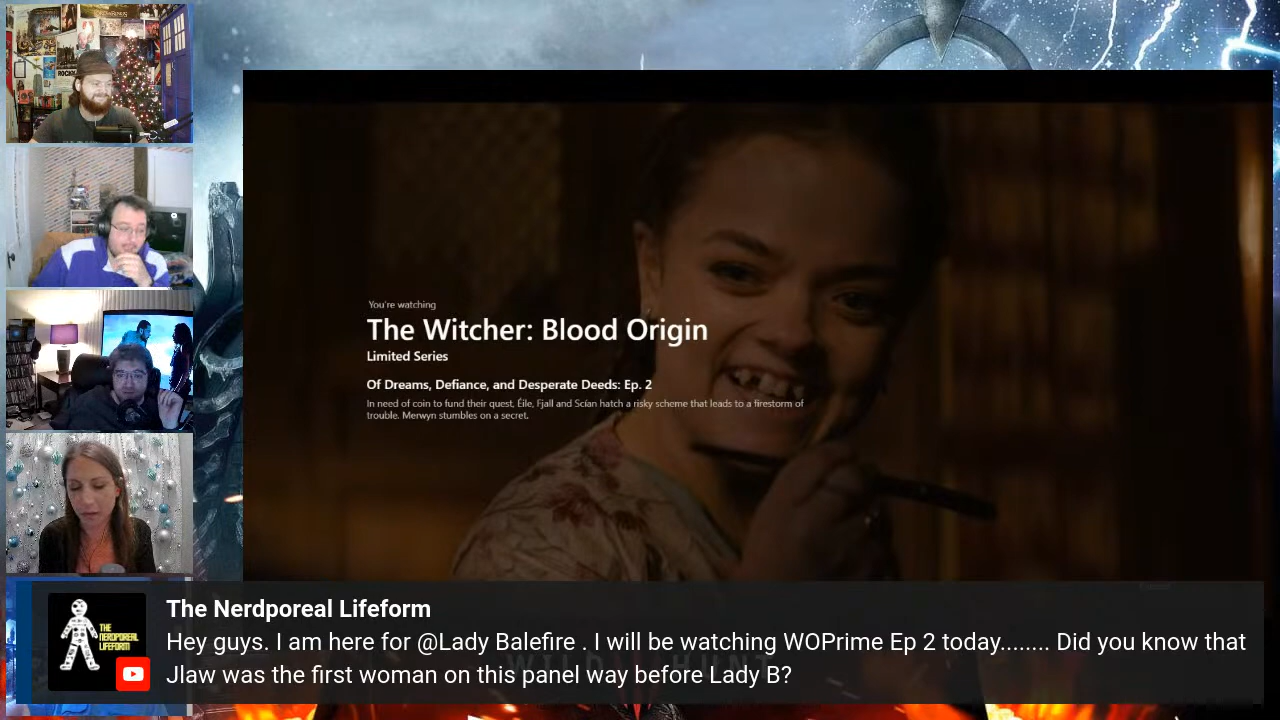 You're watching
The Witcher: Blood Origin
Limited Series
Of Dreams, Defiance, and Desperate Deeds: Ep. 2
In need of coin to fund their quest, Éile, Fjall and Scían hatch a risky scheme that leads to a firestorm of
trouble. Merwyn stumbles on a secret.
THE
NERDPOREAL
LIFEFORM
The Nerdporeal Lifeform
Hey guys. I am here for @Lady Balefire . I will be watching WOPrime Ep 2 today........ Did you know that
Jlaw was the first woman on this panel way before Lady B?
WILD HUNT